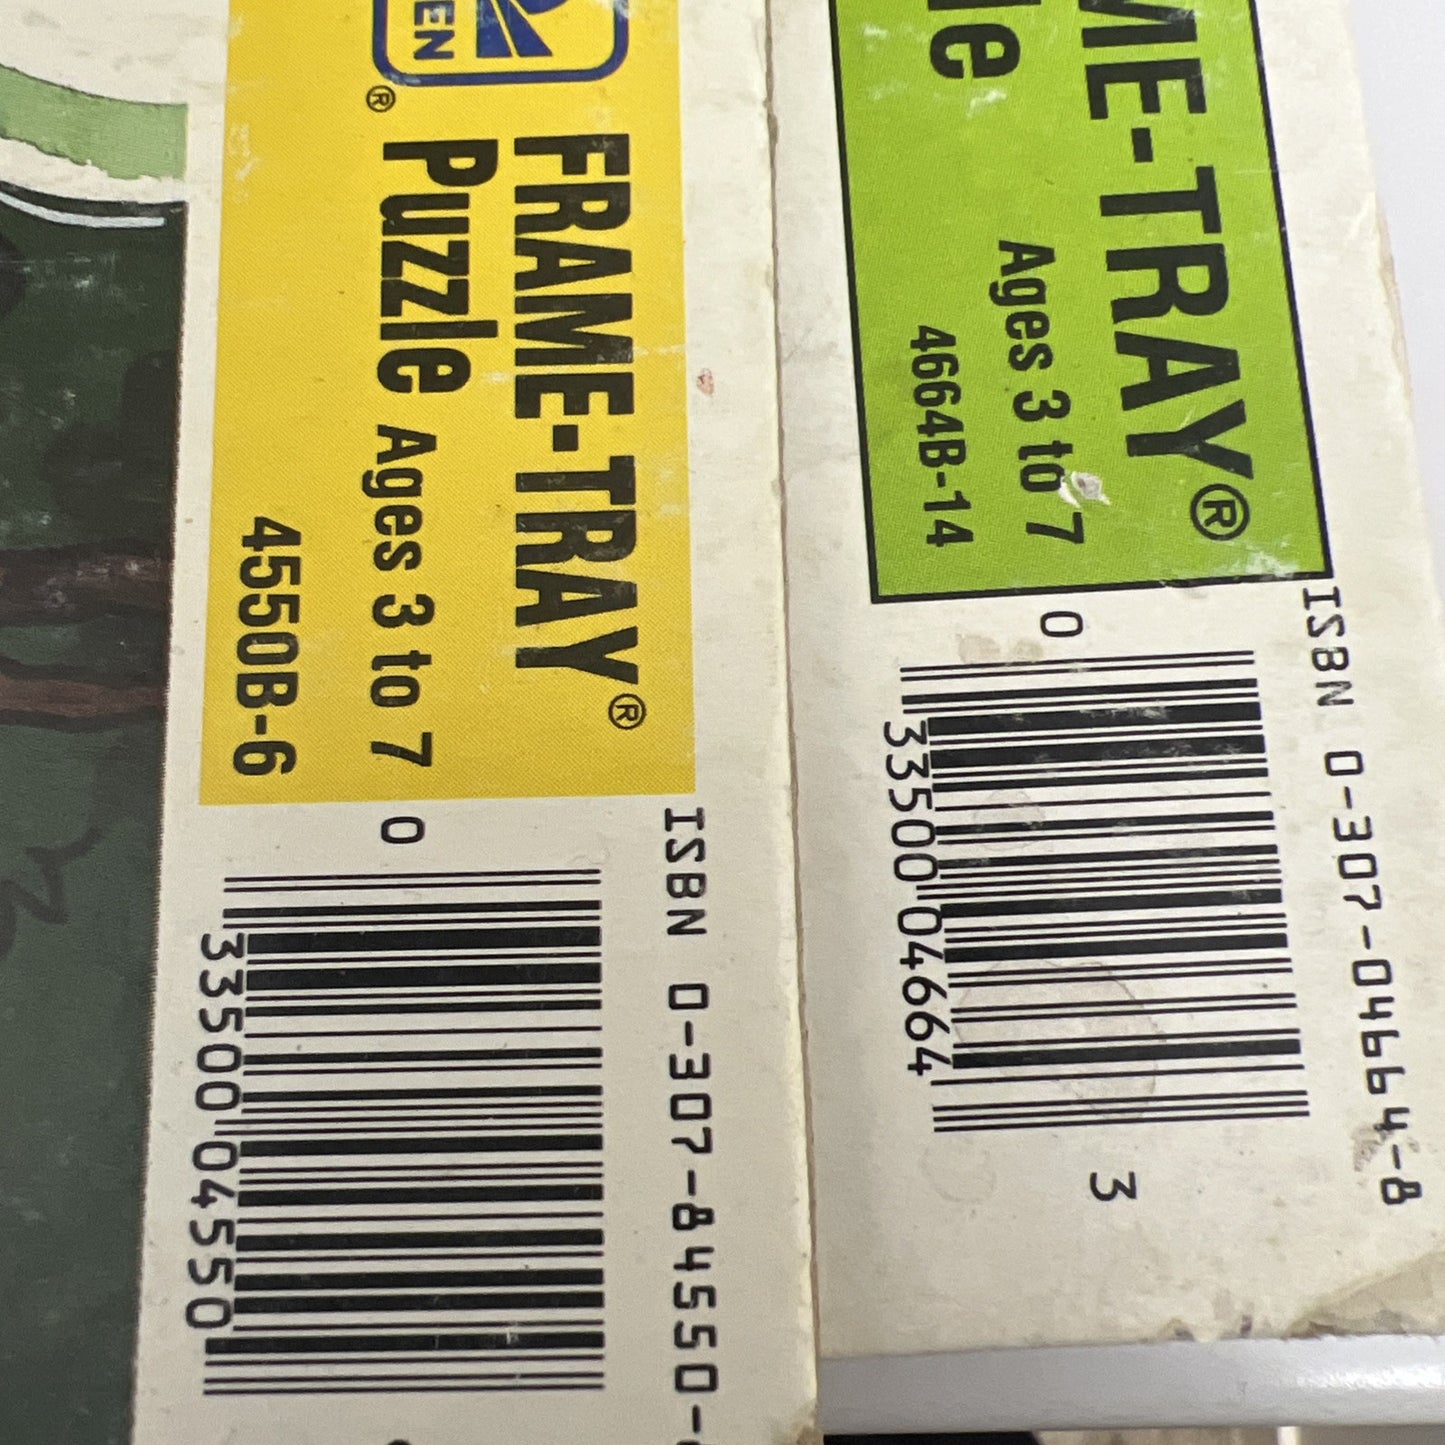 EN
®
FRAME-TRAY®
Puzzle Ages 3 to 7
4550B-6
ISBN 0-307-84550-
0
33500 04550
ME-TRAY®
le
Ages 3 to 7
4664B-14
ISBN 0-307-04664-8
0
33500 04664
3